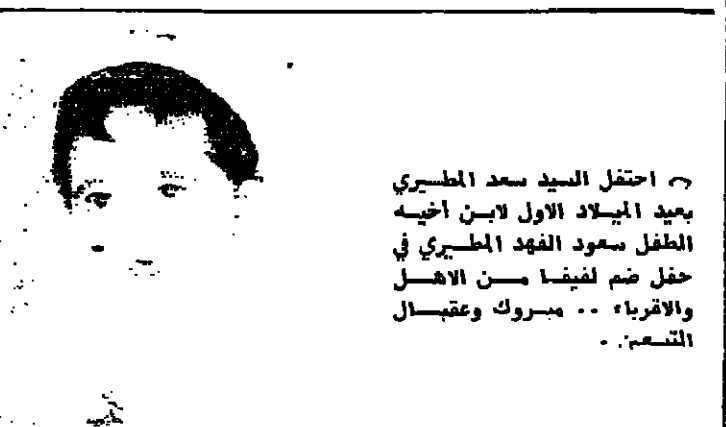 احتفل السيد سعد المطيري
بعيد الميلاد الاول لابن أخيه
الطفل سعود الفهد المطيري في
حفل ضم لفيفا من الاهل
والاقرباء .. مبروك وعقبال